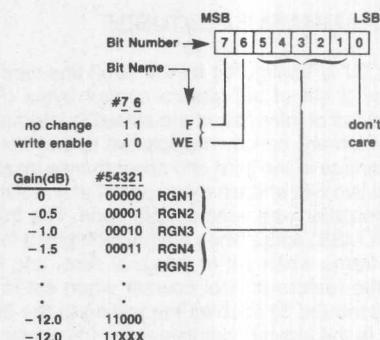 MSB LSB
Bit Number 7 6 5 4 3 2 1 0
Bit Name
#7 6
no change 1 1 F don't
write enable 1 0 WE care
Gain(dB) #54321
0 00000 RGN1
− 0.5 00001 RGN2
− 1.0 00010 RGN3
− 1.5 00011 RGN4
RGN5
. .
. .
− 12.0 11000
− 12.0 11XXX